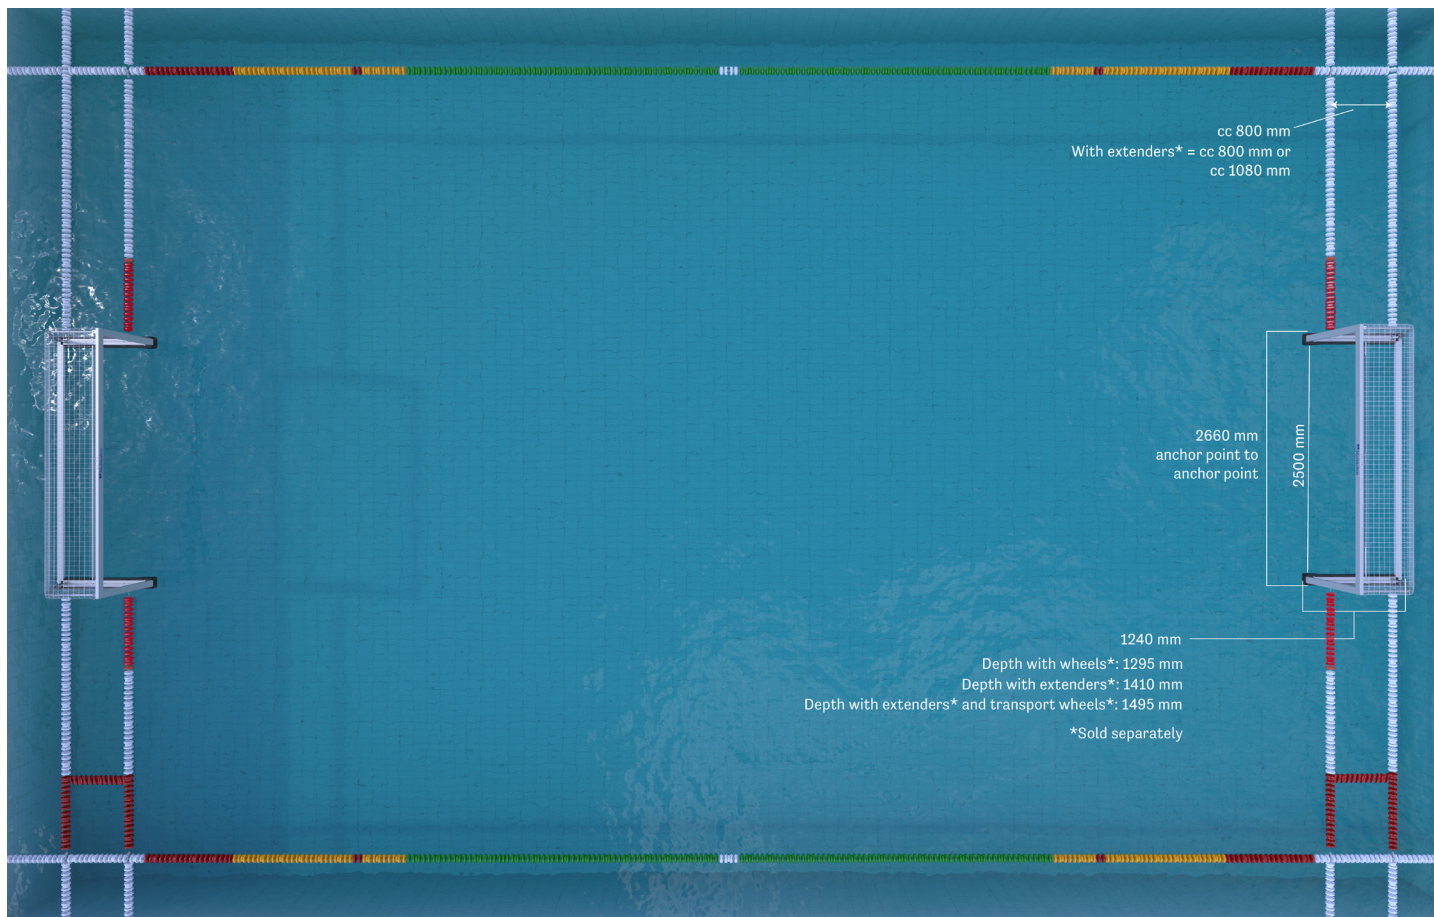 cc 800 mm
With extenders* = cc 800 mm or
cc 1080 mm
2660 mm
anchor point to
anchor point
2500 mm
1240 mm
Depth with wheels*: 1295 mm
Depth with extenders*: 1410 mm
Depth with extenders* and transport wheels*: 1495 mm
*Sold separately